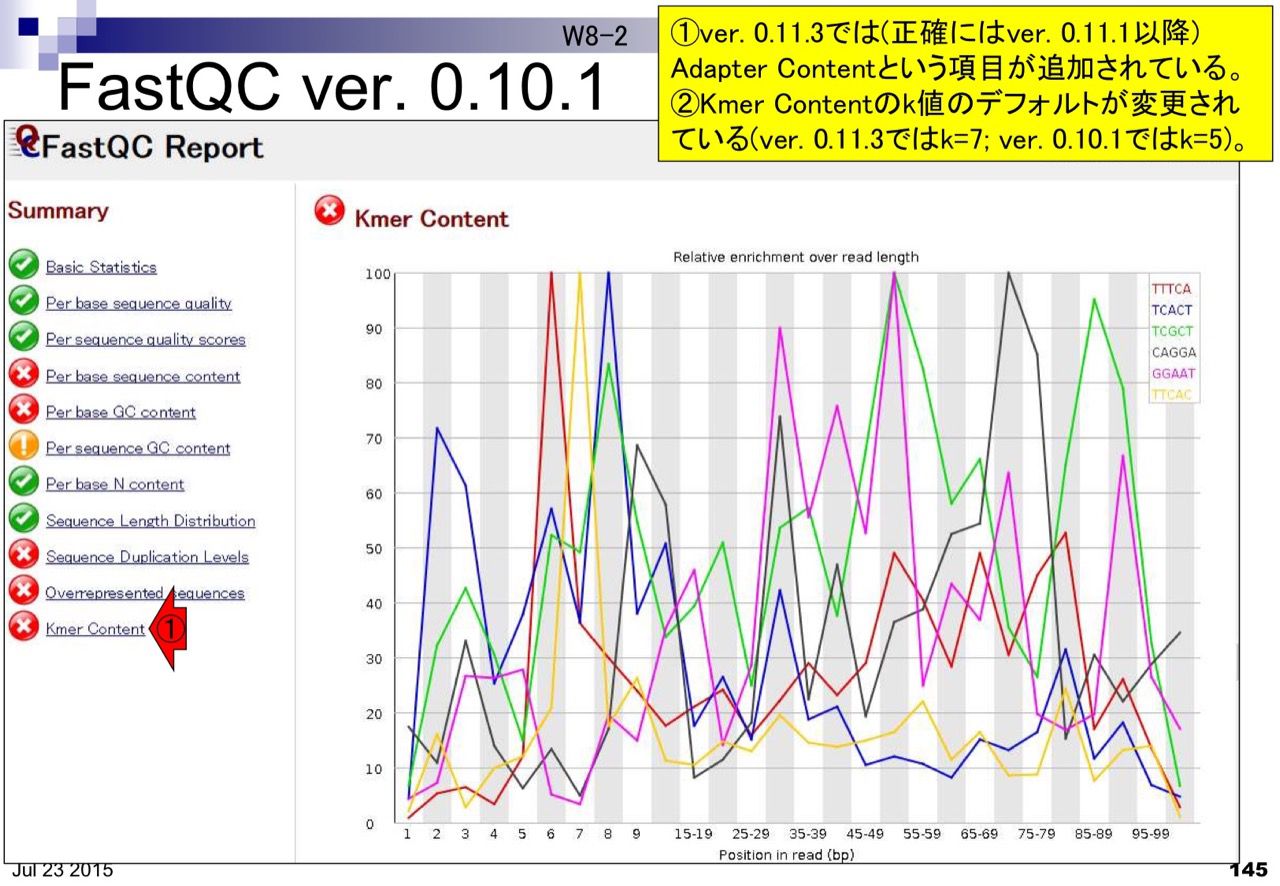 W8-2
FastQC ver. 0.10.1
①ver. 0.11.3では(正確にはver. 0.11.1以降)
Adapter Contentという項目が追加されている。
②Kmer Contentのk値のデフォルトが変更され
ている(ver. 0.11.3ではk=7; ver. 0.10.1ではk=5)。
FastQC Report
Summary
Basic Statistics
Per base sequence quality
Per sequence quality scores
Per base sequence content
Per base GC content
Per sequence GC content
Per base N content
Sequence Length Distribution
Sequence Duplication Levels
Overrepresented sequences
Kmer Content
①
Kmer Content
Relative enrichment over read length
100
90
80
70
60
50
40
30
20
10
0
TTTCA
TCACT
TCGCT
CAGGA
GGAAT
TTCAC
1 2 3 4 5 6 7 8 9 15-19 25-29 35-39 45-49 55-59 65-69 75-79 85-89 95-99
Position in read (bp)
Jul 23 2015
145